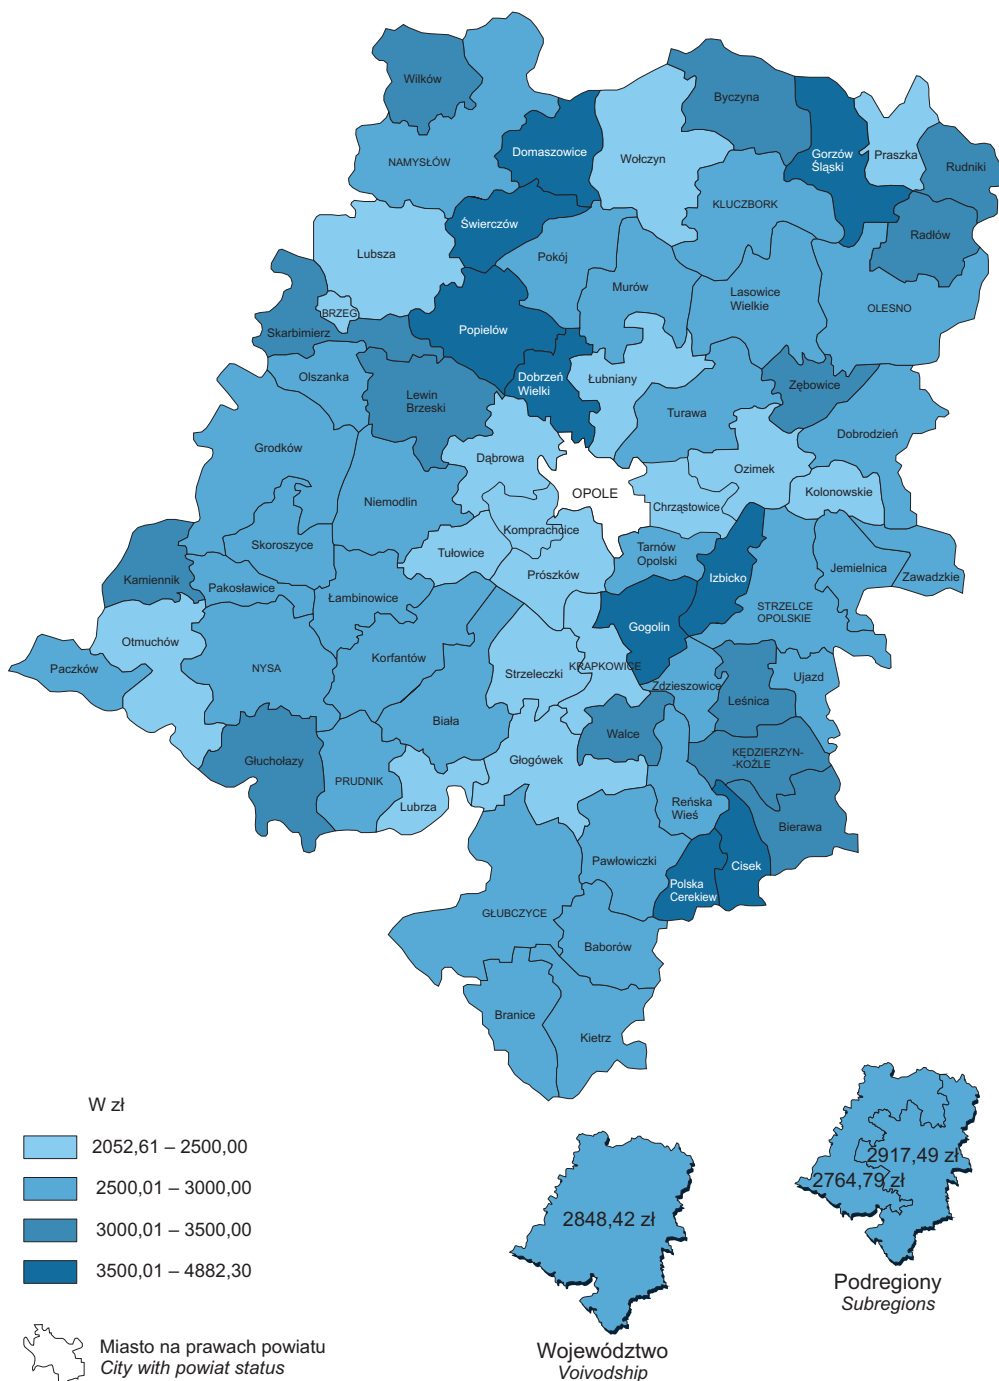 Wilków
Byczyna
Domaszowice
Wołczyn
Gorzów
Śląski
Praszka
Rudniki
NAMYSŁÓW
KLUCZBORK
Świerczów
Radłów
Lubsza
Pokój
Murów
Lasowice
Wielkie
OLESNO
BRZEG
Skarbimierz
Popielów
Olszanka
Dobrzeń
Wielki
Łubniany
Zębowice
Lewin
Brzeski
Turawa
Dobrodzień
Grodków
Dąbrowa
Ozimek
Niemodlin
OPOLE
Kolonowskie
Chrząstowice
Komprachcice
Skoroszyce
Tułowice
Tarnów
Opolski
Kamiennik
Prószków
Izbicko
Jemielnica
Zawadzkie
Pakosławice
Łambinowice
STRZELCE
OPOLSKIE
Gogolin
Otmuchów
Paczków
NYSA
Korfantów
Strzeleczki
KRAPKOWICE
Ujazd
Zdzieszowice
Leśnica
Biała
Walce
KĘDZIERZYN-
-KOŹLE
Głuchołazy
PRUDNIK
Głogówek
Lubrza
Reńska
Wieś
Bierawa
Pawłowiczki
Cisek
Polska
Cerekiew
GŁUBCZYCE
Baborów
Branice
Kietrz
W zł
2052,61 – 2500,00
2500,01 – 3000,00
3000,01 – 3500,00
3500,01 – 4882,30
Miasto na prawach powiatu
City with powiat status
2848,42 zł
Województwo
Voivodship
2917,49 zł
2764,79 zł
Podregiony
Subregions